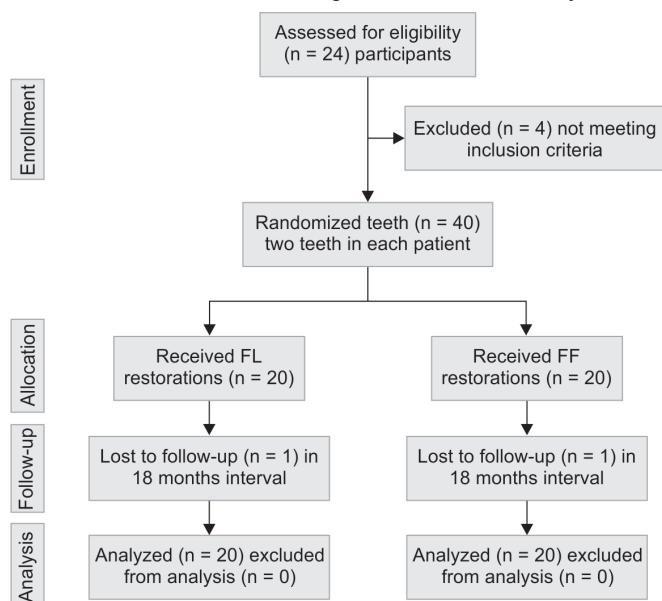 Assessed for eligibility
(n = 24) participants
Enrollment
Excluded (n = 4) not meeting
inclusion criteria
Randomized teeth (n = 40)
two teeth in each patient
Allocation
Received FL
restorations (n = 20)
Received FF
restorations (n = 20)
Follow-up
Lost to follow-up (n = 1) in
18 months interval
Lost to follow-up (n = 1) in
18 months interval
Analysis
Analyzed (n = 20) excluded
from analysis (n = 0)
Analyzed (n = 20) excluded
from analysis (n = 0)